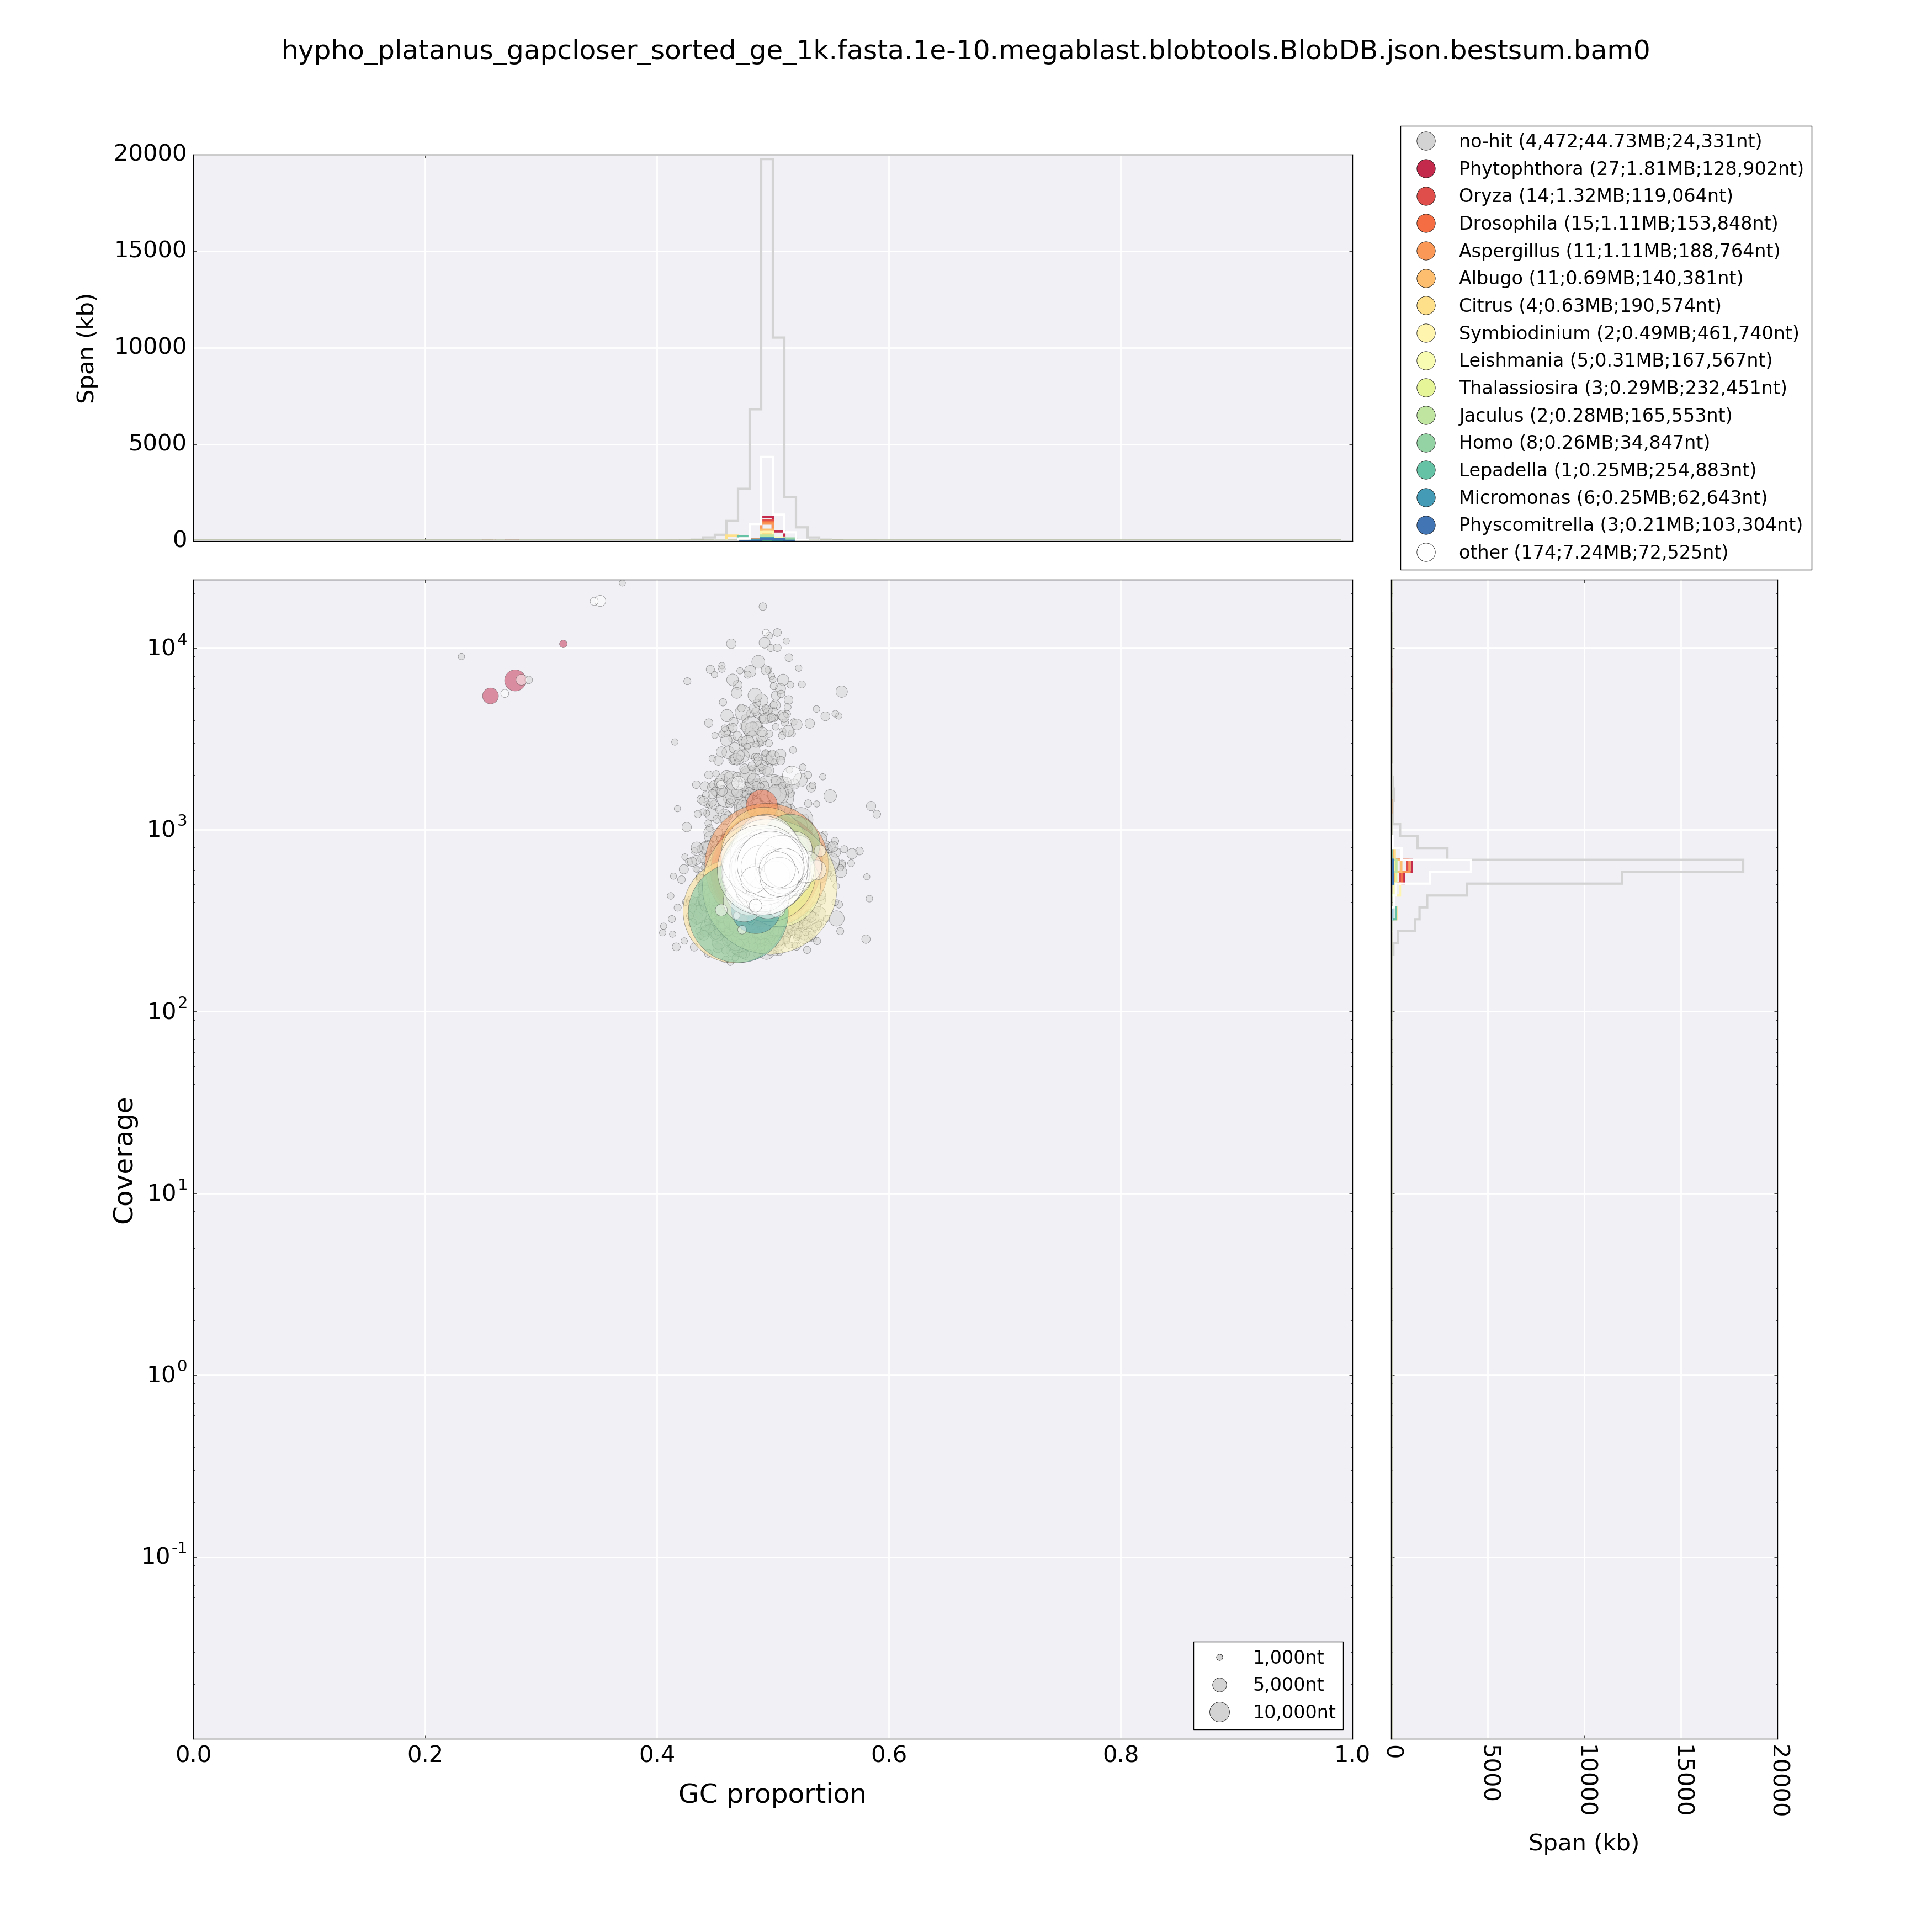 hypho_platanus_gapcloser_sorted_ge_1k.fasta.1e-10.megablast.blobtools.BlobDB.json.bestsum.bam0
20000
15000
10000
5000
0
Span (kb)
no-hit (4,472;44.73MB;24,331nt)
Phytophthora (27;1.81MB;128,902nt)
Oryza (14;1.32MB;119,064nt)
Drosophila (15;1.11MB;153,848nt)
Aspergillus (11;1.11MB;188,764nt)
Albugo (11;0.69MB;140,381nt)
Citrus (4;0.63MB;190,574nt)
Symbiodinium (2;0.49MB;461,740nt)
Leishmania (5;0.31MB;167,567nt)
Thalassiosira (3;0.29MB;232,451nt)
Jaculus (2;0.28MB;165,553nt)
Homo (8;0.26MB;34,847nt)
Lepadella (1;0.25MB;254,883nt)
Micromonas (6;0.25MB;62,643nt)
Physcomitrella (3;0.21MB;103,304nt)
other (174;7.24MB;72,525nt)
10^4
10^3
10^2
10^1
10^0
10^-1
Coverage
1,000nt
5,000nt
10,000nt
0.0 0.2 0.4 0.6 0.8 1.0
GC proportion
0 5000 10000 15000 20000
Span (kb)